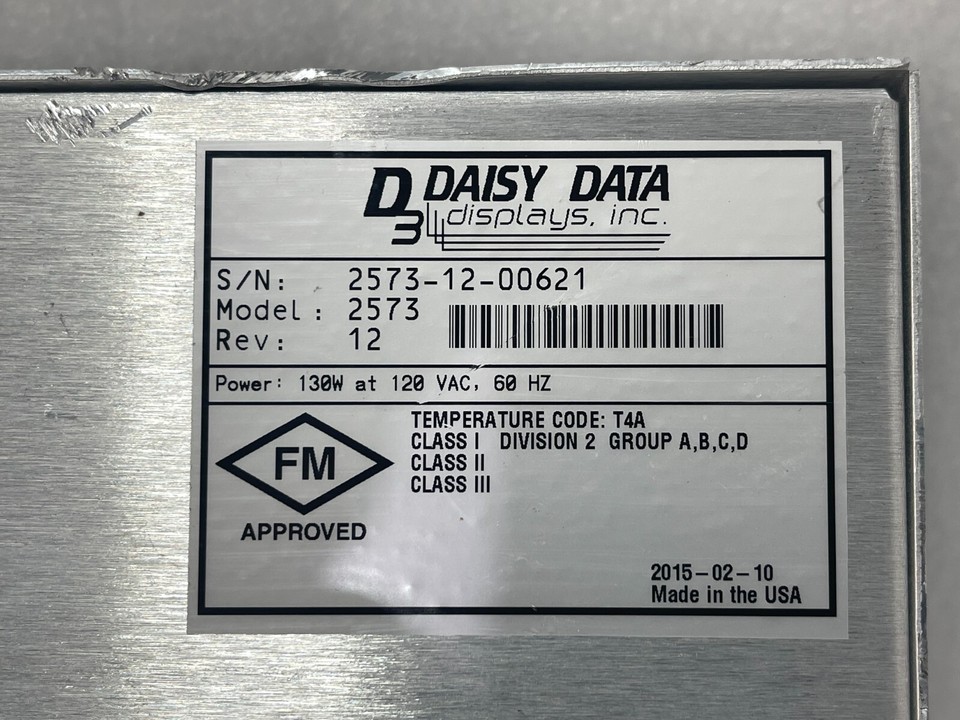 D3 DAISY DATA
displays, inc.
S/N: 2573-12-00621
Model: 2573
Rev: 12
Power: 130W at 120 VAC, 60 HZ
FM
APPROVED
TEMPERATURE CODE: T4A
CLASS I DIVISION 2 GROUP A,B,C,D
CLASS II
CLASS III
2015-02-10
Made in the USA